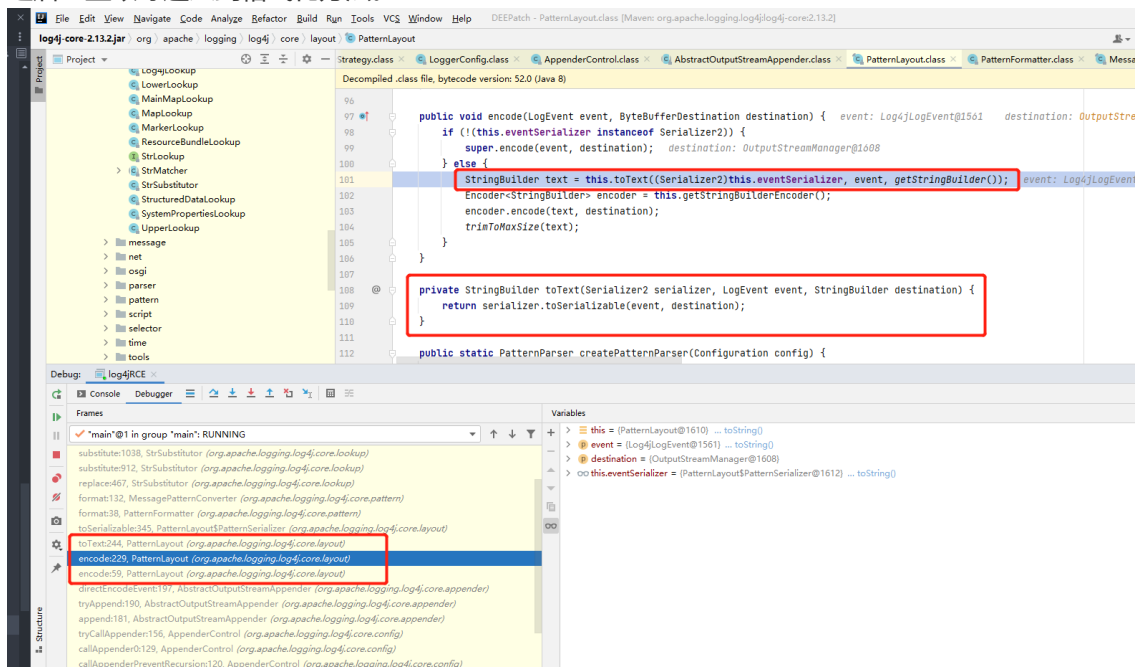 File Edit View Navigate Code Analyze Refactor Build Run Tools VCS Window Help DEEPatch - PatternLayout.class [Maven: org.apache.logging.log4j:log4j-core:2.13.2]
log4j-core-2.13.2.jar org apache logging log4j core layout PatternLayout
Project
Strategy.class LoggerConfig.class AppenderControl.class AbstractOutputStreamAppender.class PatternLayout.class PatternFormatter.class Messa
Project
Log4jLookup
LowerLookup
MainMapLookup
MapLookup
MarkerLookup
ResourceBundleLookup
StrLookup
StrMatcher
StrSubstitutor
StructuredDataLookup
SystemPropertiesLookup
UpperLookup
message
net
osgi
parser
pattern
script
selector
time
tools
Decompiled .class file, bytecode version: 52.0 (Java 8)
96
97 public void encode(LogEvent event, ByteBufferDestination destination) { event: Log4jLogEvent@1561 destination: OutputStre
98 if (!(this.eventSerializer instanceof Serializer2)) {
99 super.encode(event, destination); destination: OutputStreamManager@1608
100 } else {
101 StringBuilder text = this.toText((Serializer2)this.eventSerializer, event, getStringBuilder()); event: Log4jLogEvent
102 Encoder<StringBuilder> encoder = this.getStringBuilderEncoder();
103 encoder.encode(text, destination);
104 trimToMaxSize(text);
105 }
106 }
107
108 @ private StringBuilder toText(Serializer2 serializer, LogEvent event, StringBuilder destination) {
109 return serializer.toSerializable(event, destination);
110 }
111
112 public static PatternParser createPatternParser(Configuration config) {
Debug: log4jRCE
Console Debugger
Frames
"main"@1 in group "main": RUNNING
substitute:1038, StrSubstitutor (org.apache.logging.log4j.core.lookup)
substitute:912, StrSubstitutor (org.apache.logging.log4j.core.lookup)
replace:467, StrSubstitutor (org.apache.logging.log4j.core.lookup)
format:132, MessagePatternConverter (org.apache.logging.log4j.core.pattern)
format:38, PatternFormatter (org.apache.logging.log4j.core.pattern)
toSerializable:345, PatternLayout$PatternSerializer (org.apache.logging.log4j.core.layout)
toText:244, PatternLayout (org.apache.logging.log4j.core.layout)
encode:229, PatternLayout (org.apache.logging.log4j.core.layout)
encode:59, PatternLayout (org.apache.logging.log4j.core.layout)
directEncodeEvent:197, AbstractOutputStreamAppender (org.apache.logging.log4j.core.appender)
tryAppend:190, AbstractOutputStreamAppender (org.apache.logging.log4j.core.appender)
append:181, AbstractOutputStreamAppender (org.apache.logging.log4j.core.appender)
tryCallAppender:156, AppenderControl (org.apache.logging.log4j.core.config)
callAppender0:129, AppenderControl (org.apache.logging.log4j.core.config)
callAppenderPreventRecursion:120, AppenderControl (org.apache.logging.log4j.core.config)
Variables
this = {PatternLayout@1610} ... toString()
event = {Log4jLogEvent@1561} ... toString()
destination = {OutputStreamManager@1608}
this.eventSerializer = {PatternLayout$PatternSerializer@1612} ... toString()
Structure